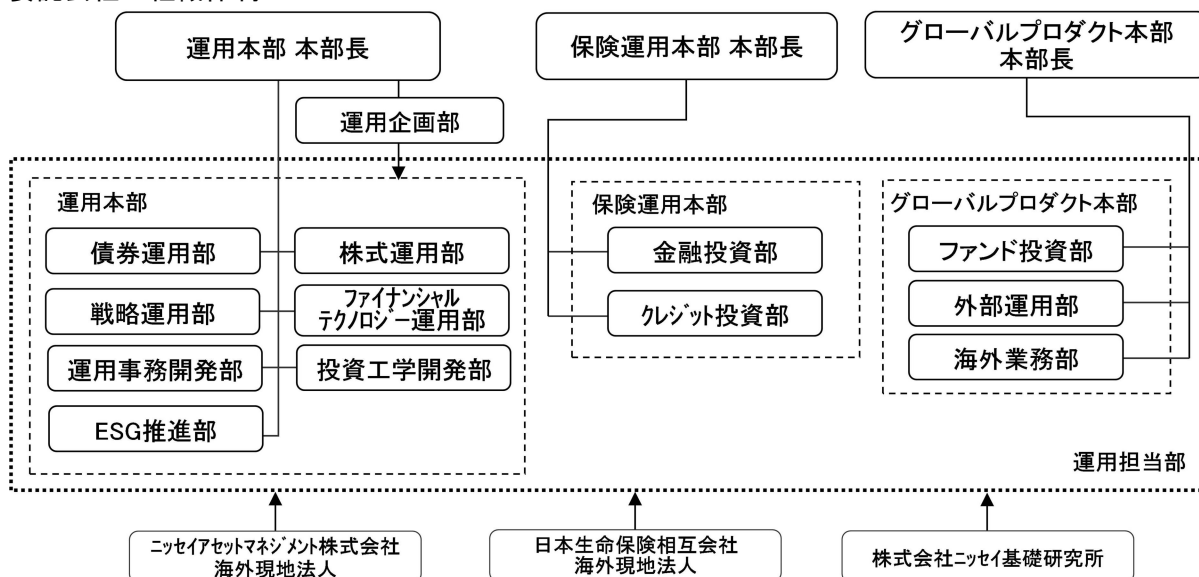 運用本部 本部長
保険運用本部 本部長
グローバルプロダクト本部
本部長
運用企画部
運用本部
債券運用部
株式運用部
戦略運用部
ファイナンシャル
テクノロジー運用部
運用事務開発部
投資工学開発部
ESG推進部
保険運用本部
金融投資部
クレジット投資部
グローバルプロダクト本部
ファンド投資部
外部運用部
海外業務部
運用担当部
ニッセイアセットマネジメント株式会社
海外現地法人
日本生命保険相互会社
海外現地法人
株式会社ニッセイ基礎研究所